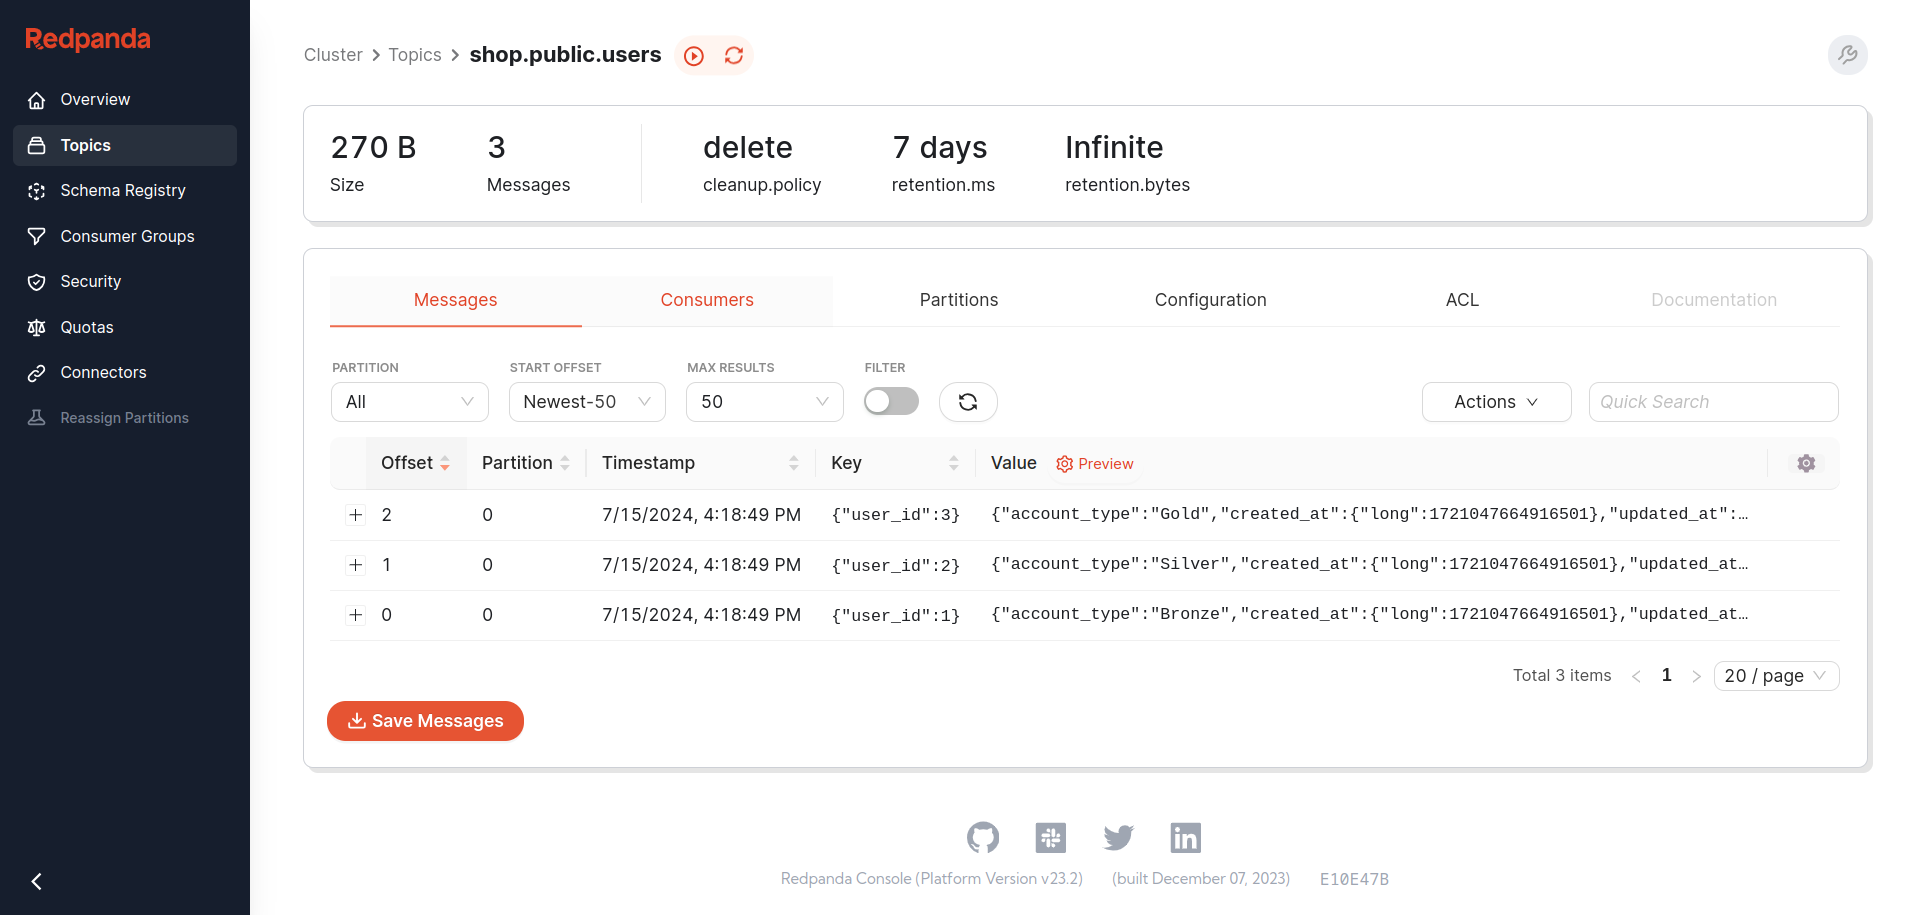 Redpanda
Overview
Topics
Schema Registry
Consumer Groups
Security
Quotas
Connectors
Reassign Partitions
Cluster > Topics > shop.public.users
270 B 3 delete 7 days Infinite
Size Messages cleanup.policy retention.ms retention.bytes
Messages Consumers Partitions Configuration ACL Documentation
PARTITION START OFFSET MAX RESULTS FILTER
All Newest-50 50 Actions Quick Search
Offset Partition Timestamp Key Value Preview
2 0 7/15/2024, 4:18:49 PM {"user_id":3} {"account_type":"Gold","created_at":{"long":1721047664916501},"updated_at":…
1 0 7/15/2024, 4:18:49 PM {"user_id":2} {"account_type":"Silver","created_at":{"long":1721047664916501},"updated_at…
0 0 7/15/2024, 4:18:49 PM {"user_id":1} {"account_type":"Bronze","created_at":{"long":1721047664916501},"updated_at…
Total 3 items < 1 > 20 / page
Save Messages
Redpanda Console (Platform Version v23.2) (built December 07, 2023) E10E47B